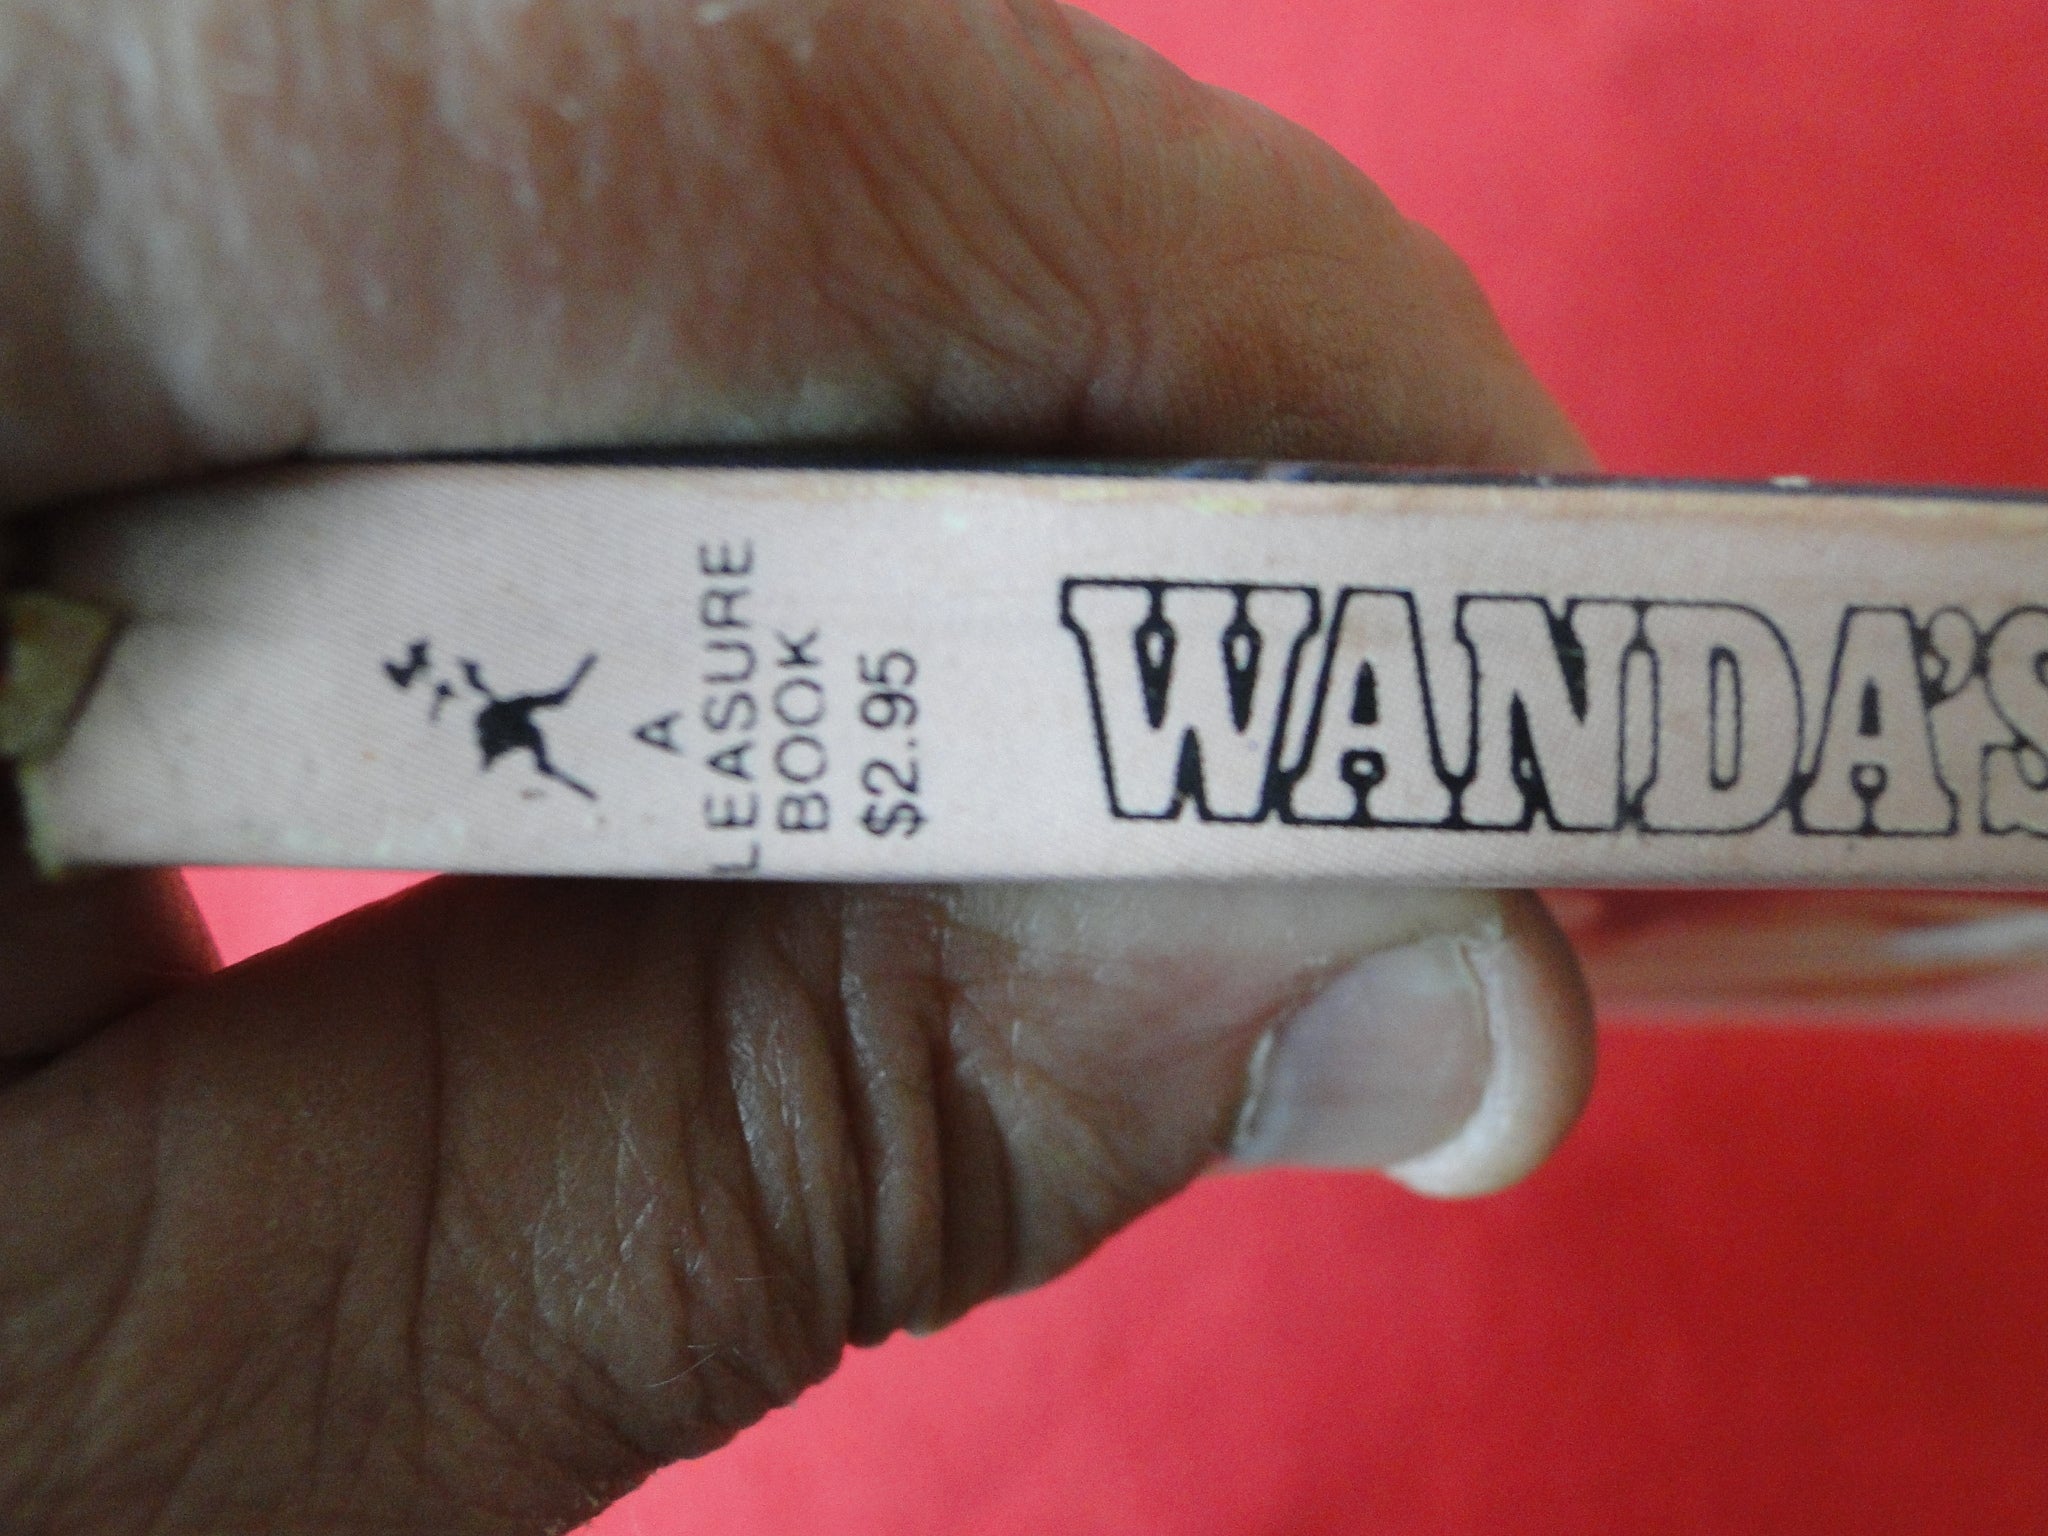 A
LEASURE
BOOK
$2.95
WANDA'S